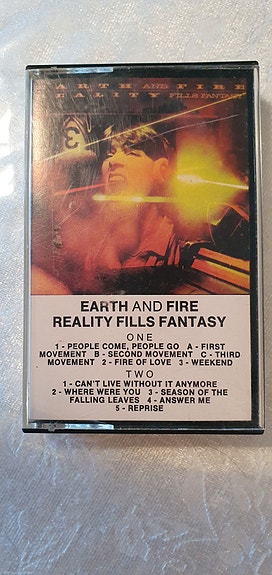 EARTH AND FIRE
REALITY FILLS FANTASY
EARTH AND FIRE
REALITY FILLS FANTASY
ONE
1 - PEOPLE COME, PEOPLE GO A - FIRST
MOVEMENT B - SECOND MOVEMENT C - THIRD
MOVEMENT 2 - FIRE OF LOVE 3 - WEEKEND
TWO
1 - CAN'T LIVE WITHOUT IT ANYMORE
2 - WHERE WERE YOU 3 - SEASON OF THE
FALLING LEAVES 4 - ANSWER ME
5 - REPRISE